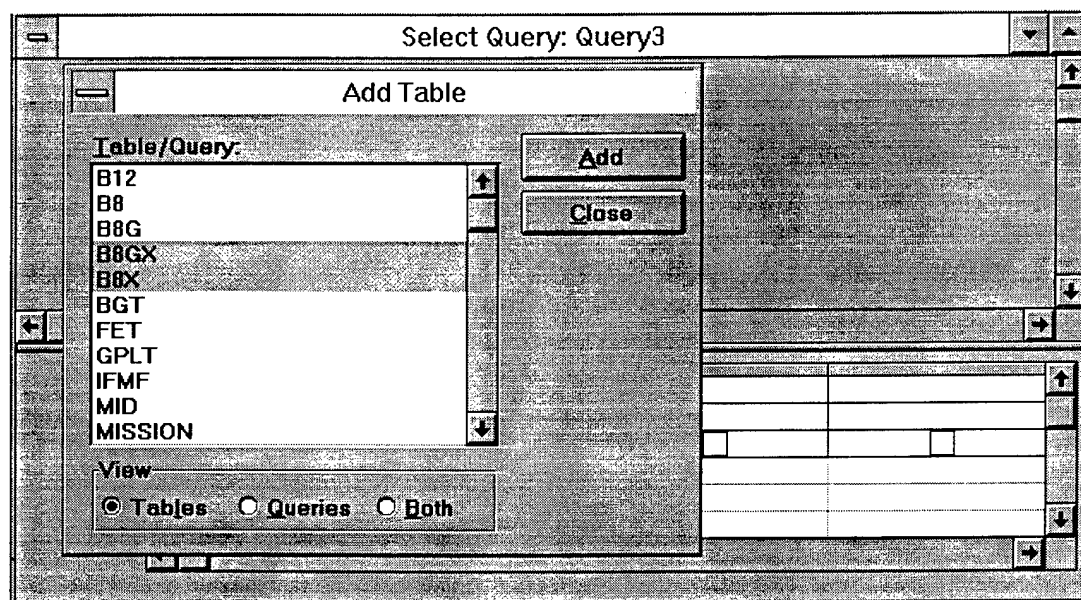 Select Query: Query3
Add Table
Table/Query:
Add
Close
B12
B8
B8G
B8GX
B8X
BGT
FET
GPLT
IFMF
MID
MISSION
View
Tables Queries Both